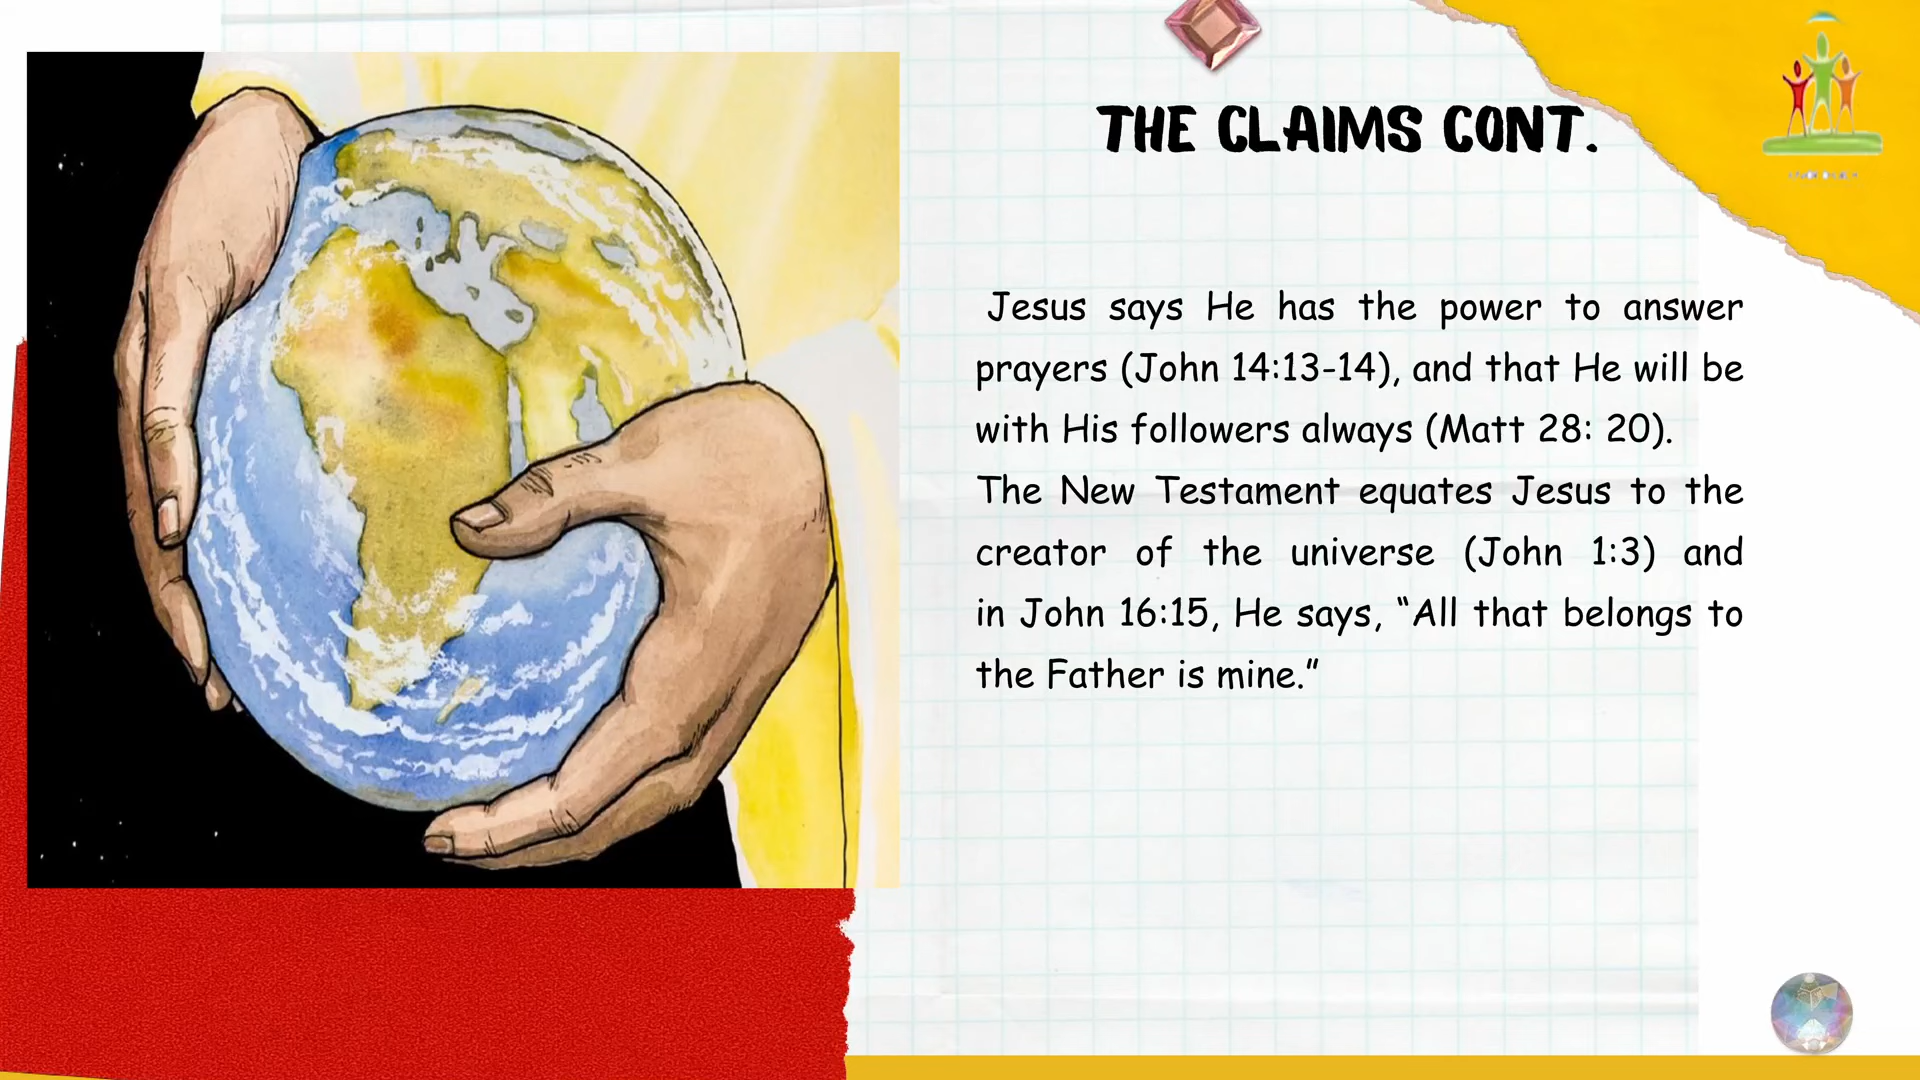 THE CLAIMS CONT.
Jesus says He has the power to answer
prayers (John 14:13-14), and that He will be
with His followers always (Matt 28: 20).
The New Testament equates Jesus to the
creator of the universe (John 1:3) and
in John 16:15, He says, “All that belongs to
the Father is mine.”